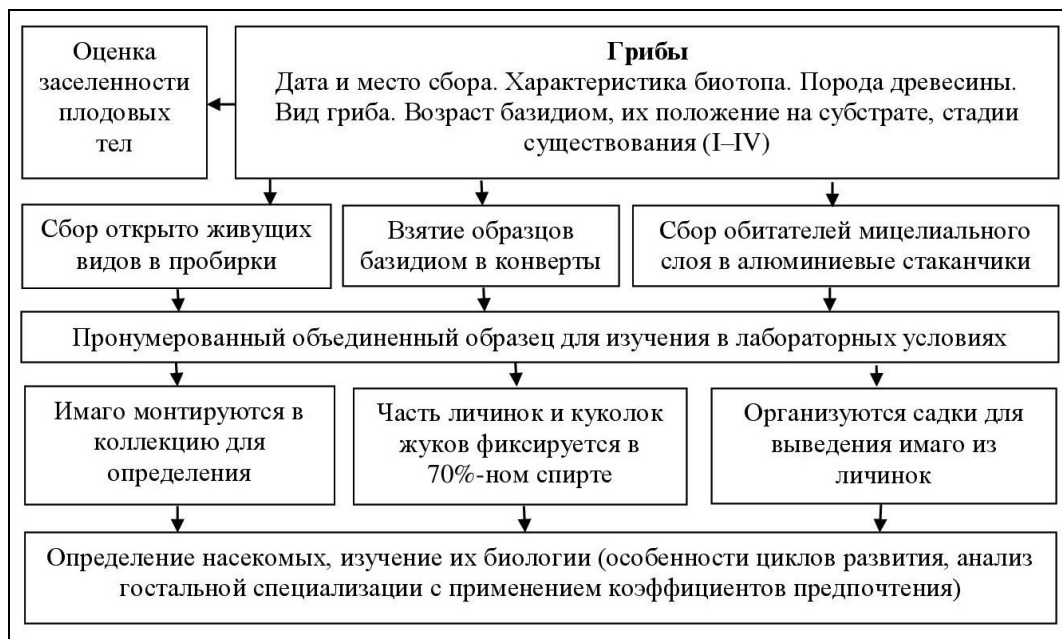 Оценка
заселенности
плодовых
тел
Грибы
Дата и место сбора. Характеристика биотопа. Порода древесины.
Вид гриба. Возраст базидиом, их положение на субстрате, стадии
существования (I–IV)
Сбор открыто живущих
видов в пробирки
Взятие образцов
базидиом в конверты
Сбор обитателей мицелиального
слоя в алюминиевые стаканчики
Пронумерованный объединенный образец для изучения в лабораторных условиях
Имаго монтируются в
коллекцию для
определения
Часть личинок и куколок
жуков фиксируется в
70%-ном спирте
Организуются садки для
выведения имаго из
личинок
Определение насекомых, изучение их биологии (особенности циклов развития, анализ
гостальной специализации с применением коэффициентов предпочтения)